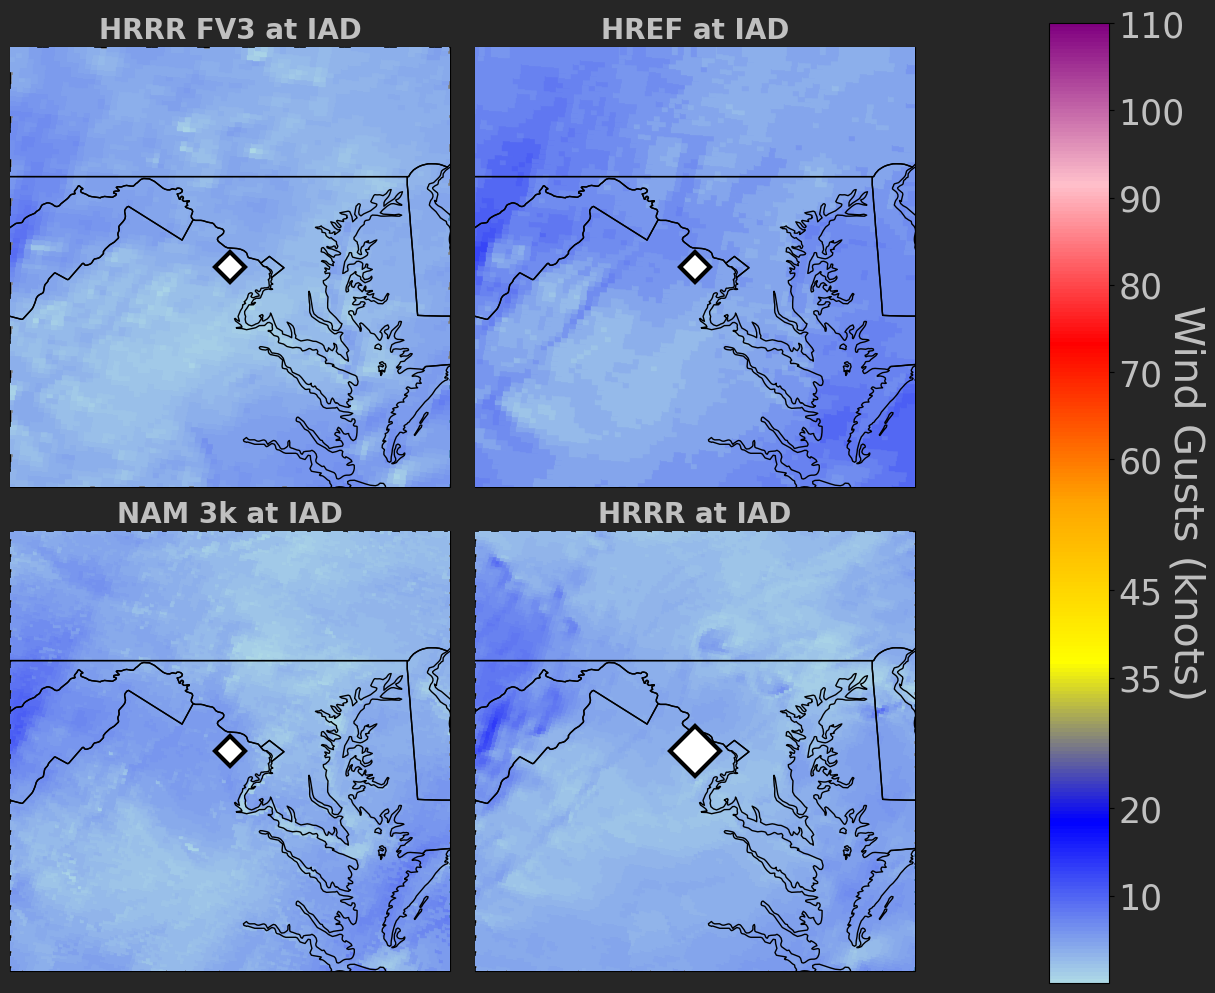 HRRR FV3 at IAD
HREF at IAD
NAM 3k at IAD
HRRR at IAD
110
100
90
80
70
60
45
35
20
10
Wind Gusts (knots)